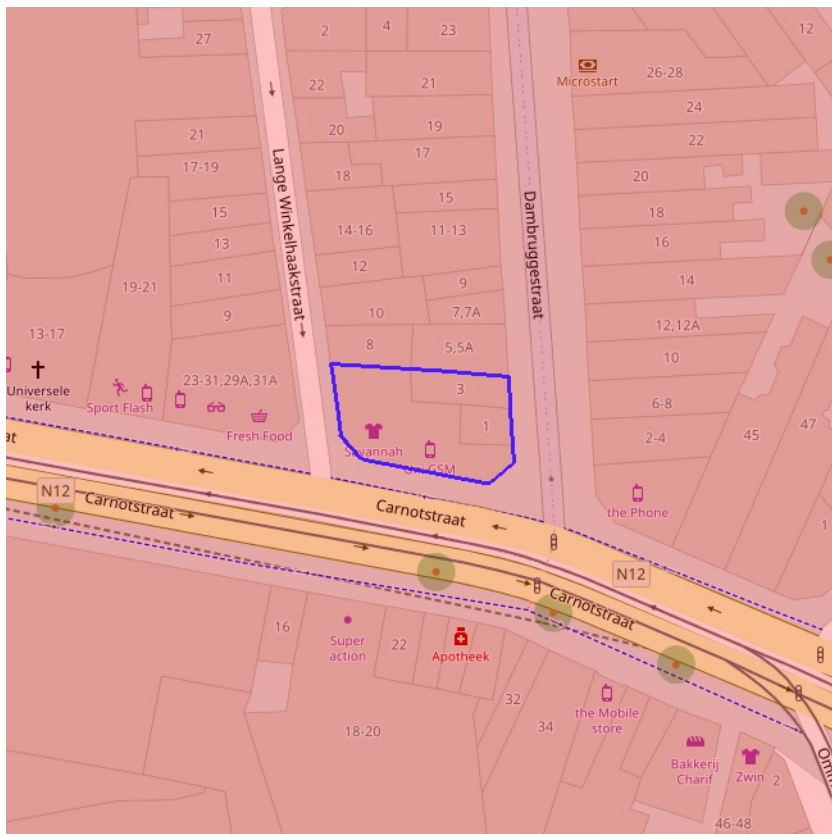 27
2
4
23
12
Microstart
26-28
22
21
24
21
20
19
22
17-19
18
17
20
15
15
18
13
14-16
11-13
16
Lange Winkelhaakstraat
Dambruggestraat
19-21
11
12
9
14
9
10
7,7A
12,12A
13-17
8
5,5A
10
Universele
kerk
23-31,29A,31A
3
6-8
Sport Flash
Fresh Food
1
2-4
45
47
Savannah
Uni-GSM
at
N12
Carnotstraat
Carnotstraat
the Phone
1
N12
Carnotstraat
16
Super
action
22
Apotheek
32
34
the Mobile
store
18-20
Bakkerij
Charif
Zwin
2
Omm
46-48